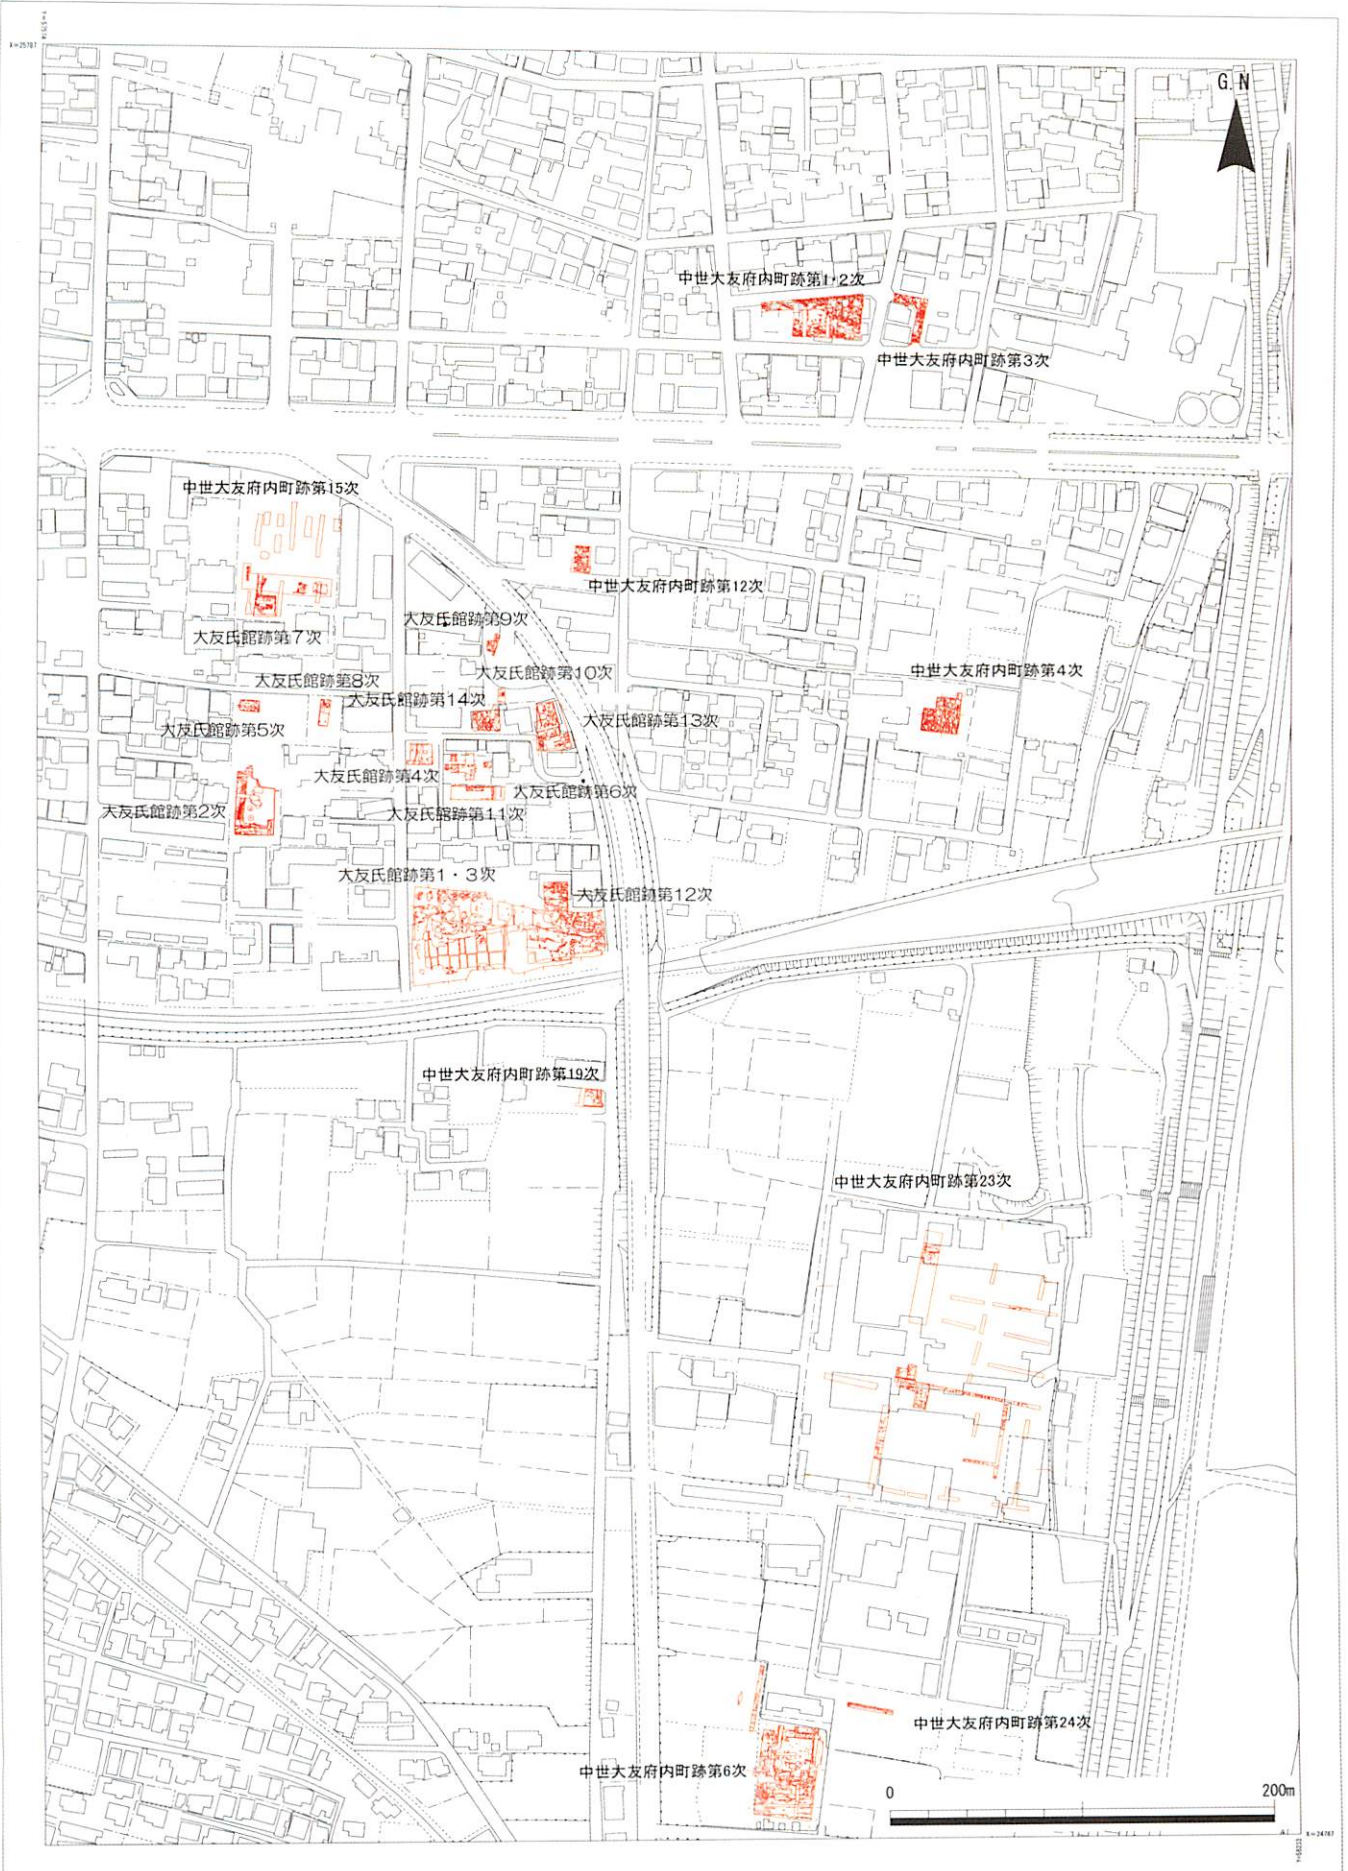 X=25787
G.N
中世大友府内町跡第1・2次
中世大友府内町跡第3次
中世大友府内町跡第15次
中世大友府内町跡第12次
大友氏館跡第9次
大友氏館跡第7次
大友氏館跡第10次
中世大友府内町跡第4次
大友氏館跡第8次
大友氏館跡第14次
大友氏館跡第13次
大友氏館跡第5次
大友氏館跡第4次
大友氏館跡第6次
大友氏館跡第2次
大友氏館跡第11次
大友氏館跡第1・3次
大友氏館跡第12次
中世大友府内町跡第19次
中世大友府内町跡第23次
中世大友府内町跡第24次
中世大友府内町跡第6次
0
200m
X=24787